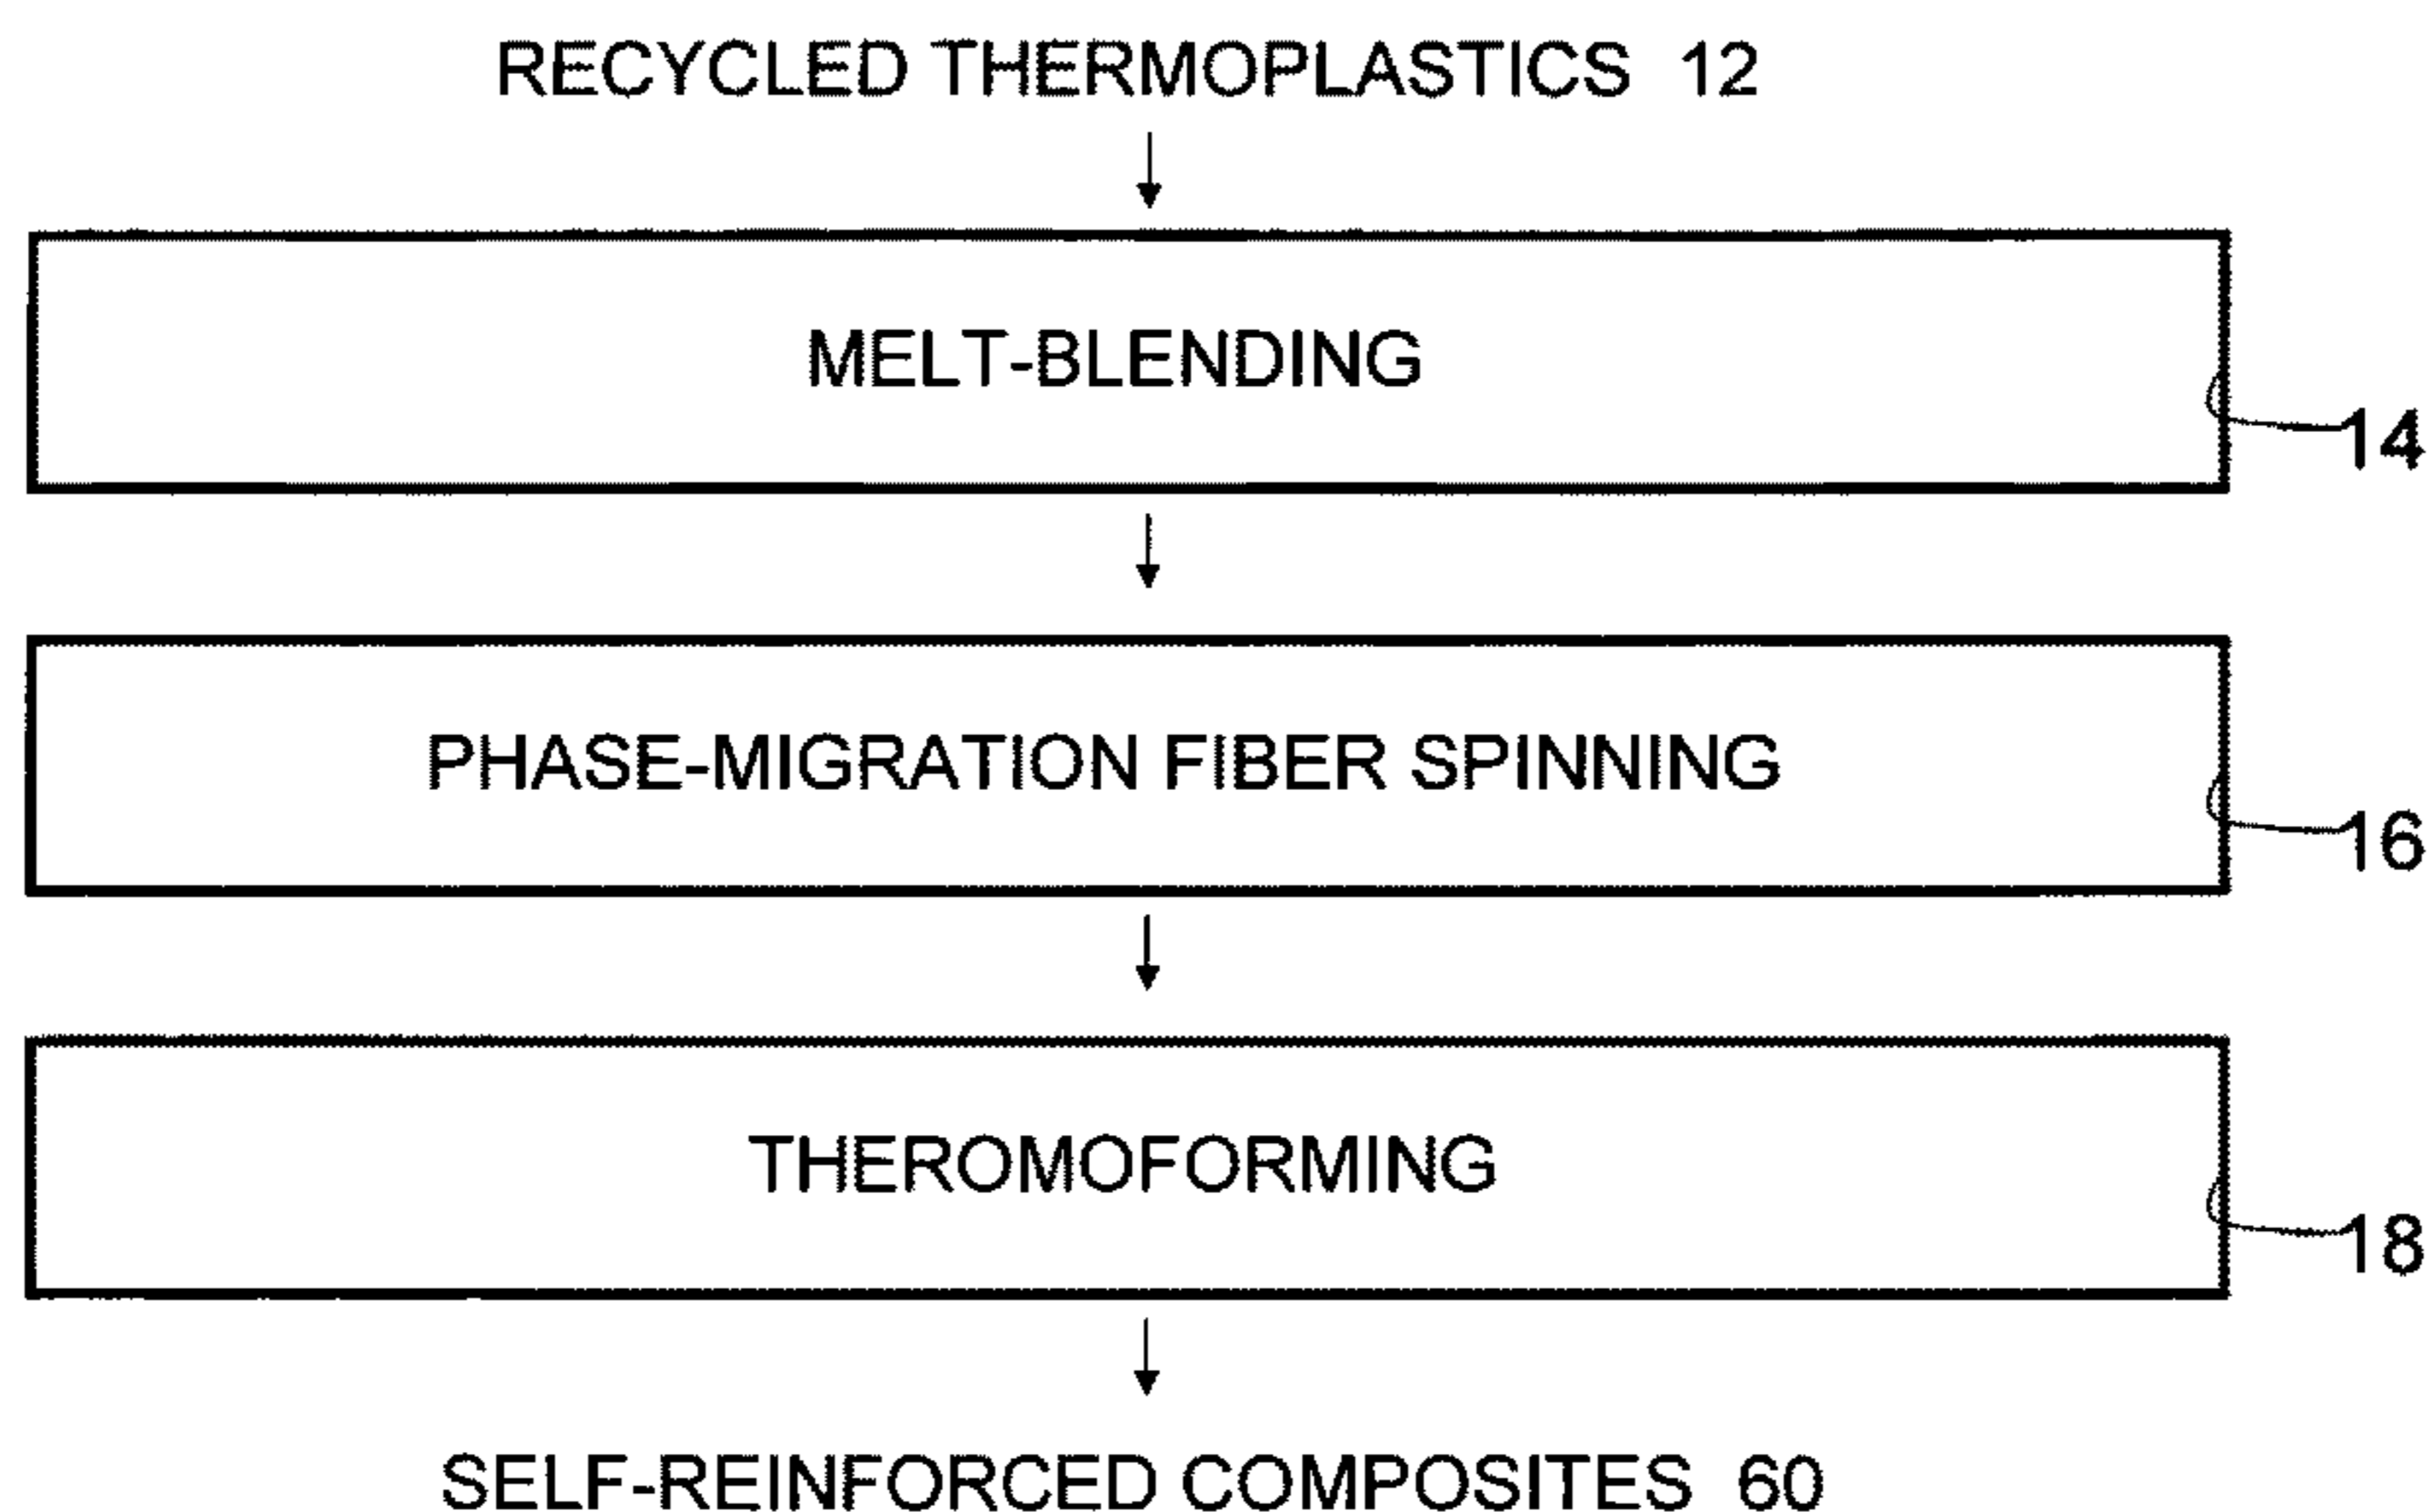 RECYCLED THERMOPLASTICS 12
MELT-BLENDING
14
PHASE-MIGRATION FIBER SPINNING
16
THEROMOFORMING
18
SELF-REINFORCED COMPOSITES 60